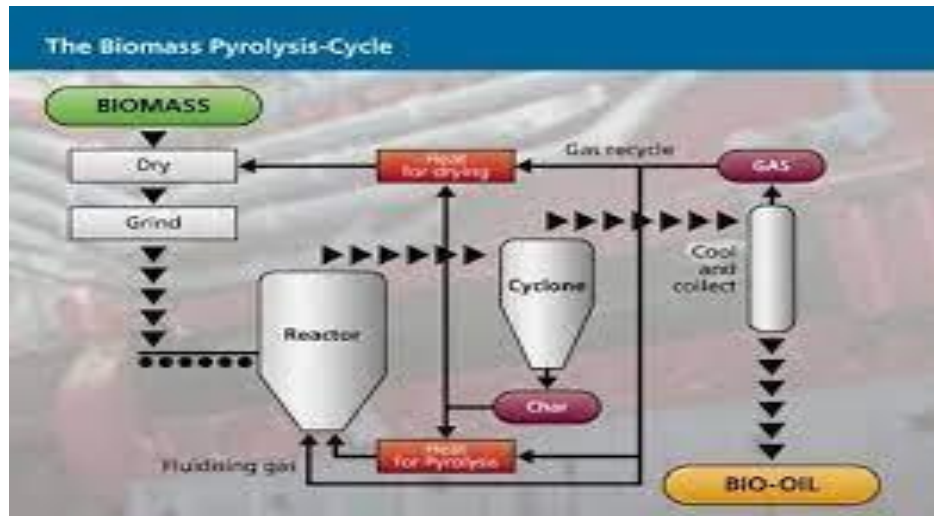 The Biomass Pyrolysis-Cycle
BIOMASS
Dry
Grind
Heat
for drying
Gas recycle
GAS
Reactor
Cyclone
Cool
and
collect
Char
Heat
for Pyrolysis
Fluidising gas
BIO-OIL